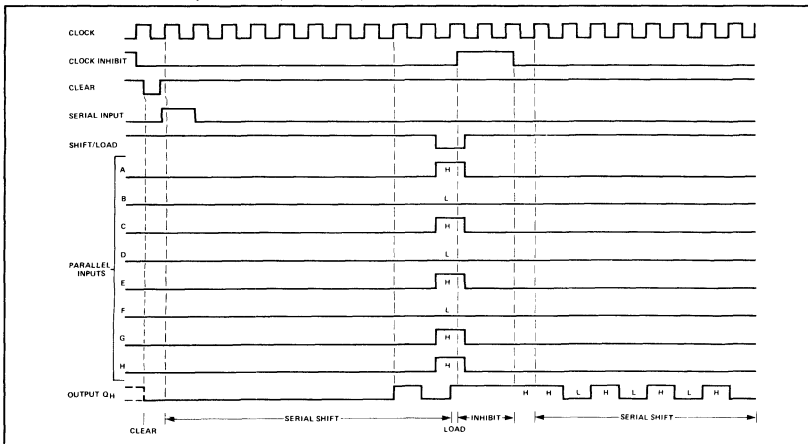 CLOCK
CLOCK INHIBIT
CLEAR
SERIAL INPUT
SHIFT/LOAD
A H
B L
C H
D L
PARALLEL
INPUTS
E H
F L
G H
H H
OUTPUT QH H H L H L H L H
SERIAL SHIFT INHIBIT SERIAL SHIFT
CLEAR LOAD